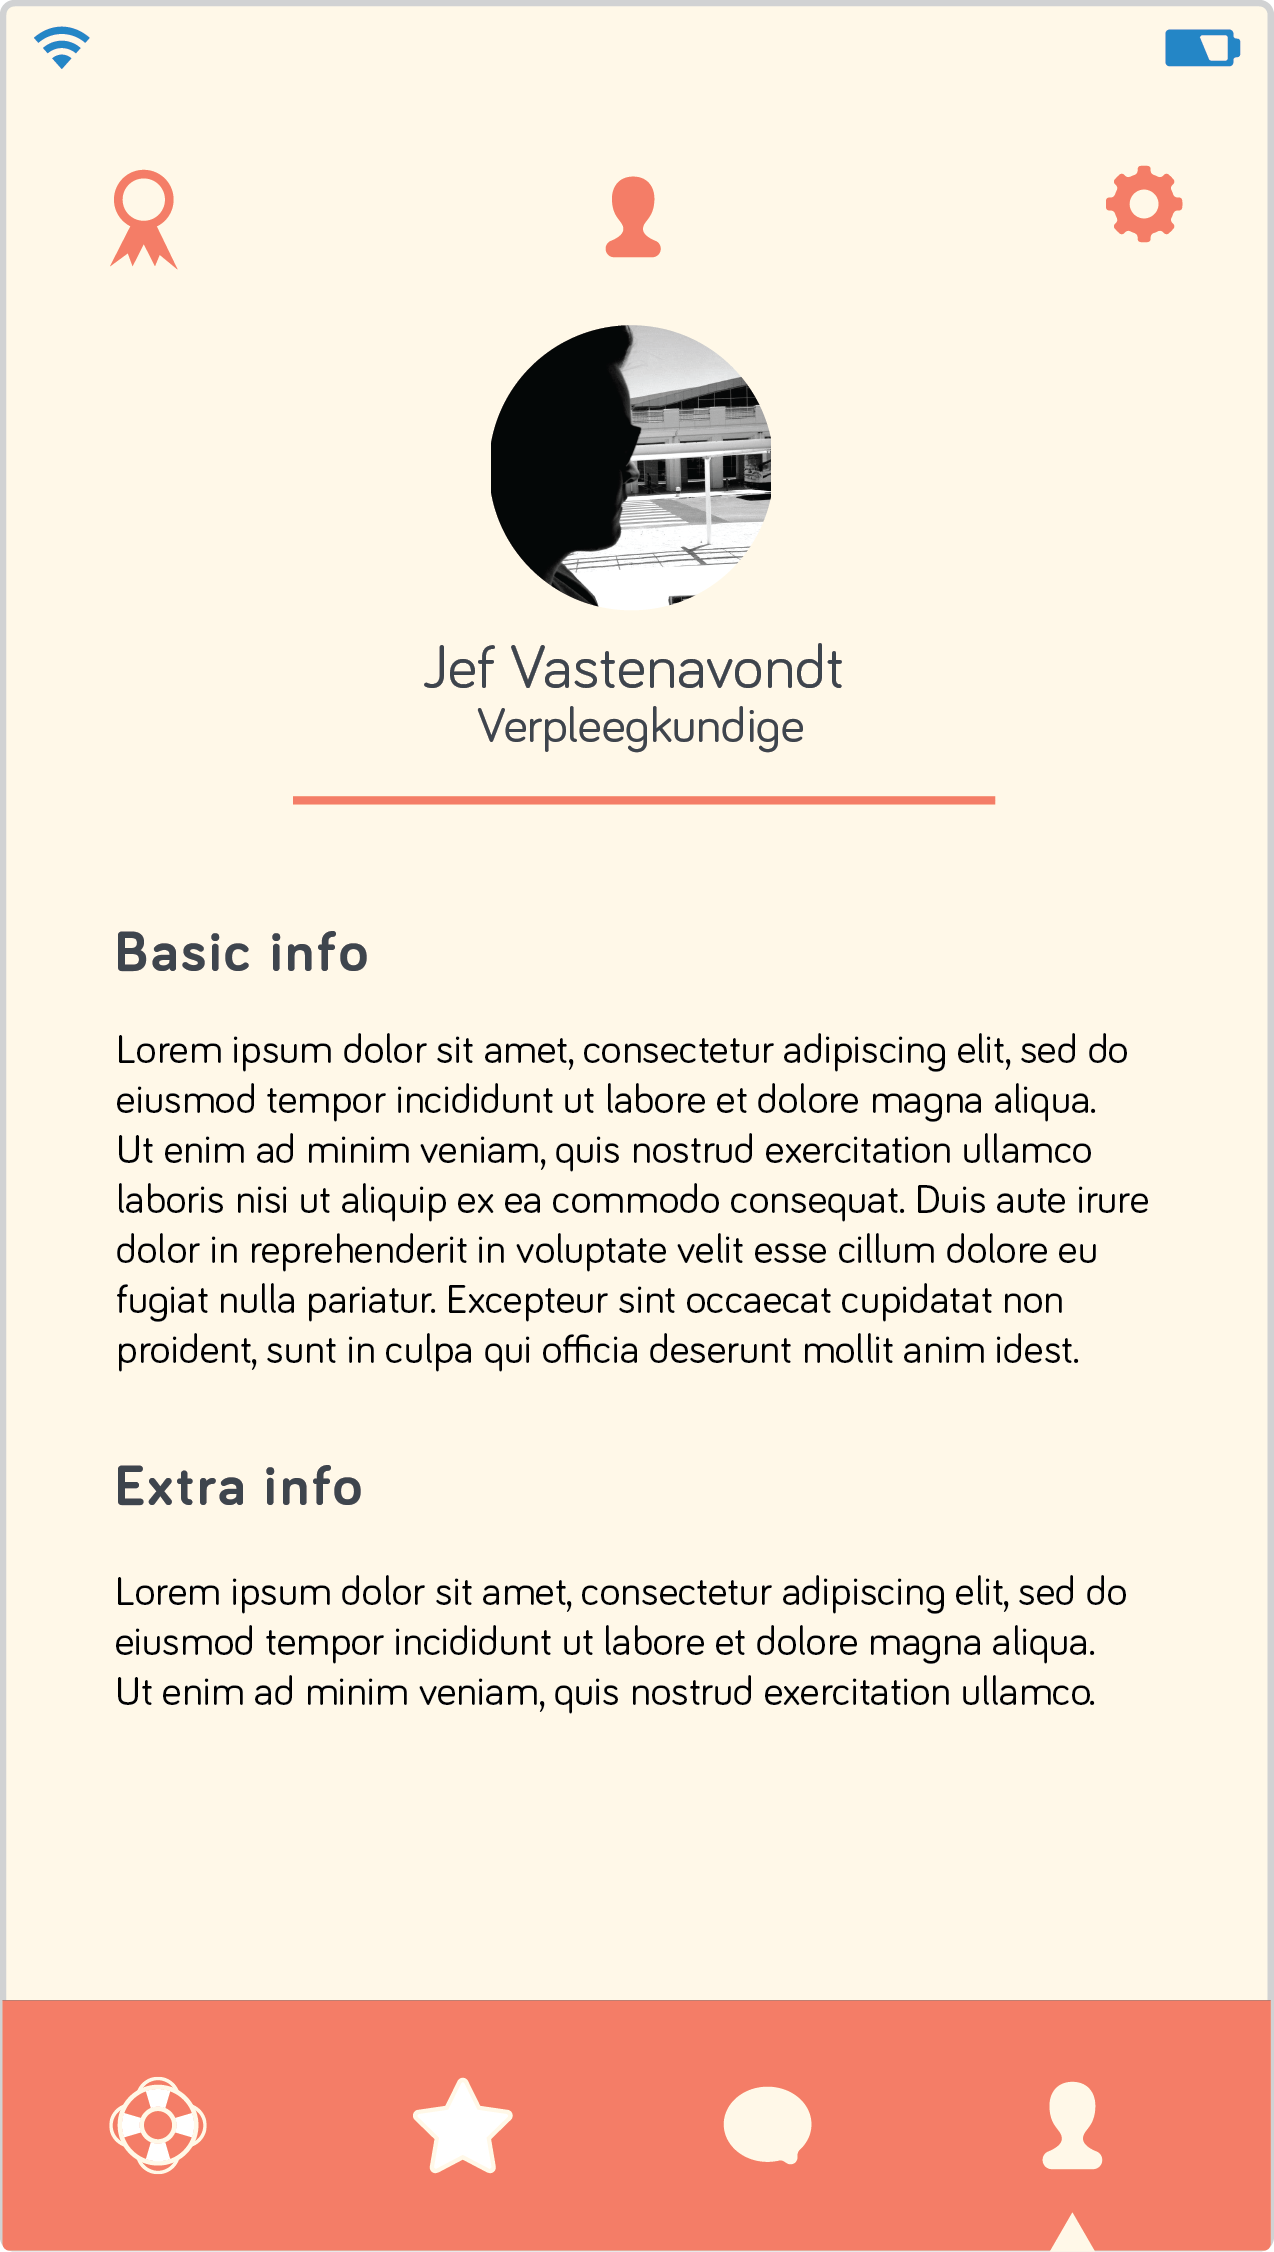 Jef Vastenavondt
Verpleegkundige
Basic info
Lorem ipsum dolor sit amet, consectetur adipiscing elit, sed do
eiusmod tempor incididunt ut labore et dolore magna aliqua.
Ut enim ad minim veniam, quis nostrud exercitation ullamco
laboris nisi ut aliquip ex ea commodo consequat. Duis aute irure
dolor in reprehenderit in voluptate velit esse cillum dolore eu
fugiat nulla pariatur. Excepteur sint occaecat cupidatat non
proident, sunt in culpa qui officia deserunt mollit anim idest.
Extra info
Lorem ipsum dolor sit amet, consectetur adipiscing elit, sed do
eiusmod tempor incididunt ut labore et dolore magna aliqua.
Ut enim ad minim veniam, quis nostrud exercitation ullamco.